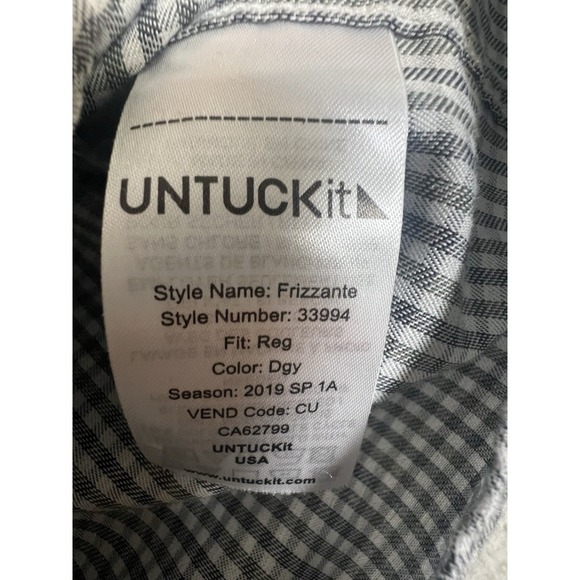 UNTUCKit
Style Name: Frizzante
Style Number: 33994
Fit: Reg
Color: Dgy
Season: 2019 SP 1A
VEND Code: CU
CA62799
UNTUCKit
USA
www.untuckit.com